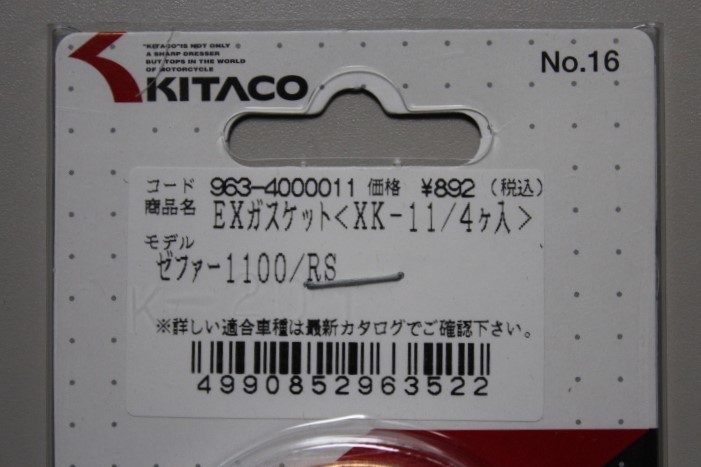 "KITACO" IS NOT ONLY
A SHARP DRESSER
BUT TOPS IN THE WORLD
OF MOTORCYCLE
KITACO
No.16
コード 963-4000011 価格 ¥892 (税込)
商品名 EXガスケット<XK-11/4ヶ入>
モデル
ゼファー1100/RS
※詳しい適合車種は最新カタログでご確認下さい。
4990852963522